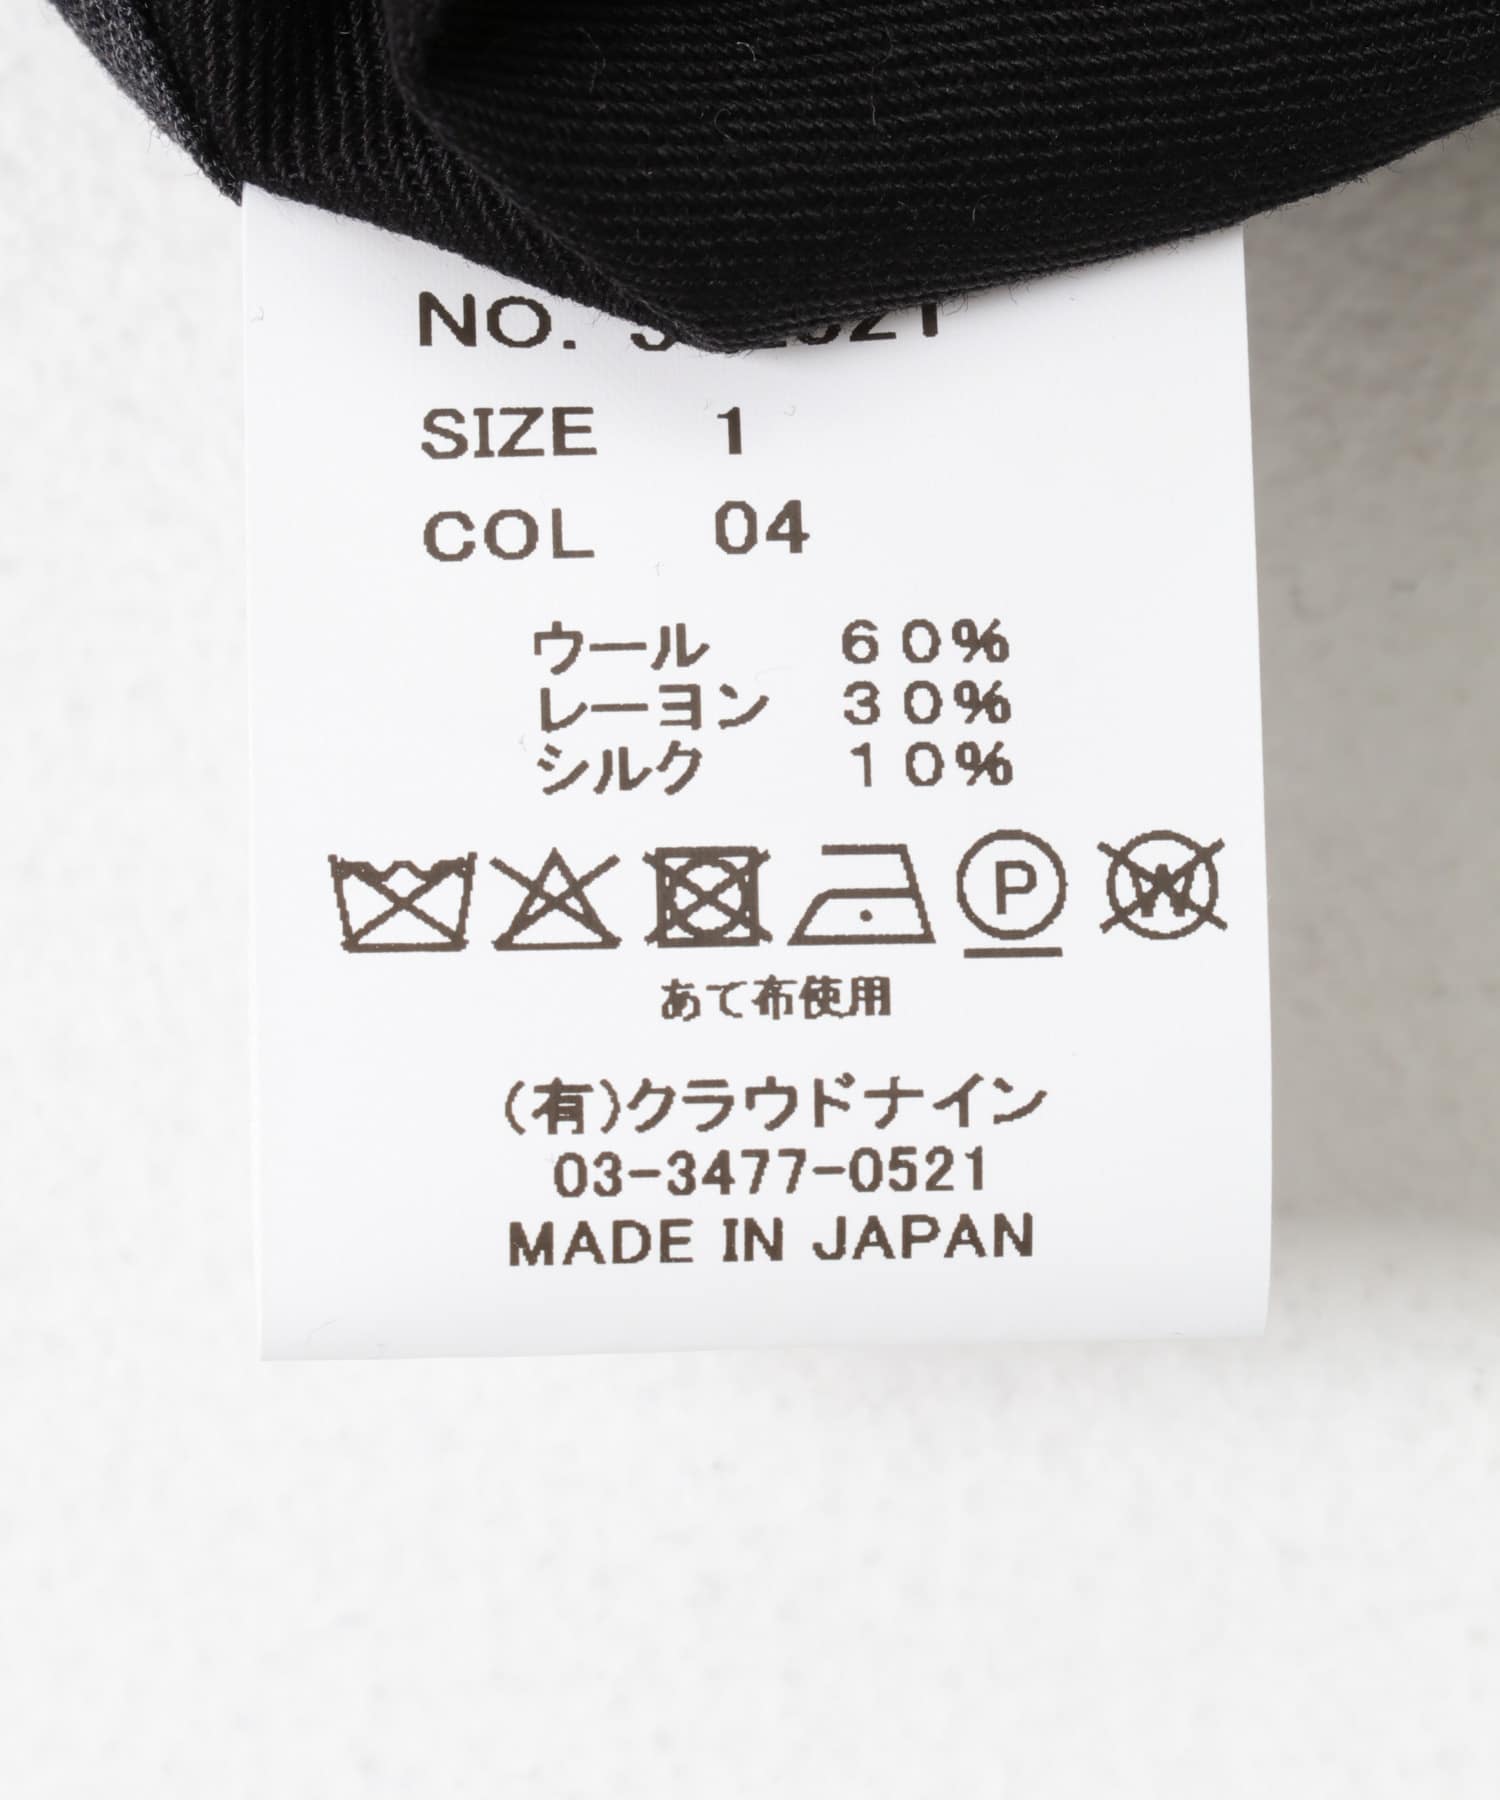 NO.
SIZE 1
COL 04
ウール 60%
レーヨン 30%
シルク 10%
P W
あて布使用
(有)クラウドナイン
03-3477-0521
MADE IN JAPAN